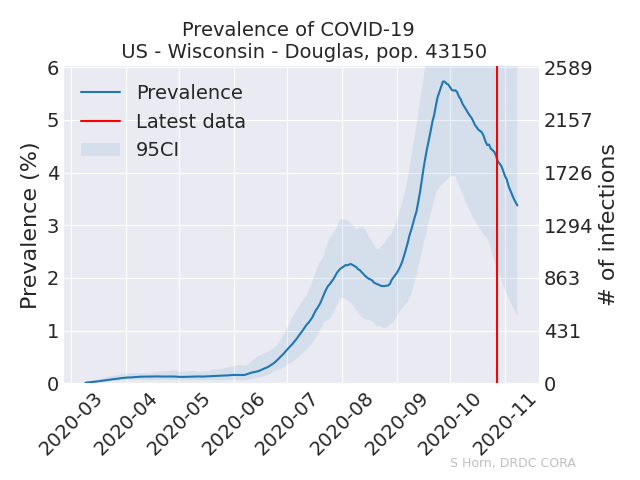 Prevalence of COVID-19
US - Wisconsin - Douglas, pop. 43150
Prevalence (%)
6
5
4
3
2
1
0
Prevalence
Latest data
95CI
2589
2157
1726
1294
863
431
0
# of infections
2020-03
2020-04
2020-05
2020-06
2020-07
2020-08
2020-09
2020-10
2020-11
S Horn, DRDC CORA